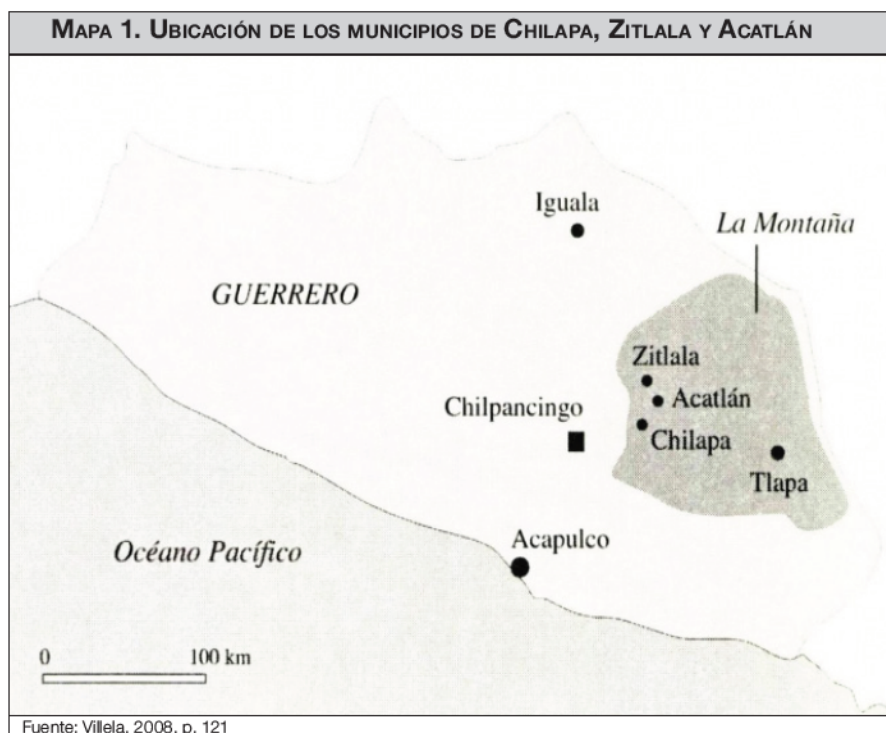 MAPA 1. UBICACIÓN DE LOS MUNICIPIOS DE CHILAPA, ZITLALA Y ACATLÁN
Iguala
La Montaña
GUERRERO
Zitlala
Acatlán
Chilpancingo
Chilapa
Tlapa
Acapulco
Océano Pacífico
0 100 km
Fuente: Villela, 2008, p. 121